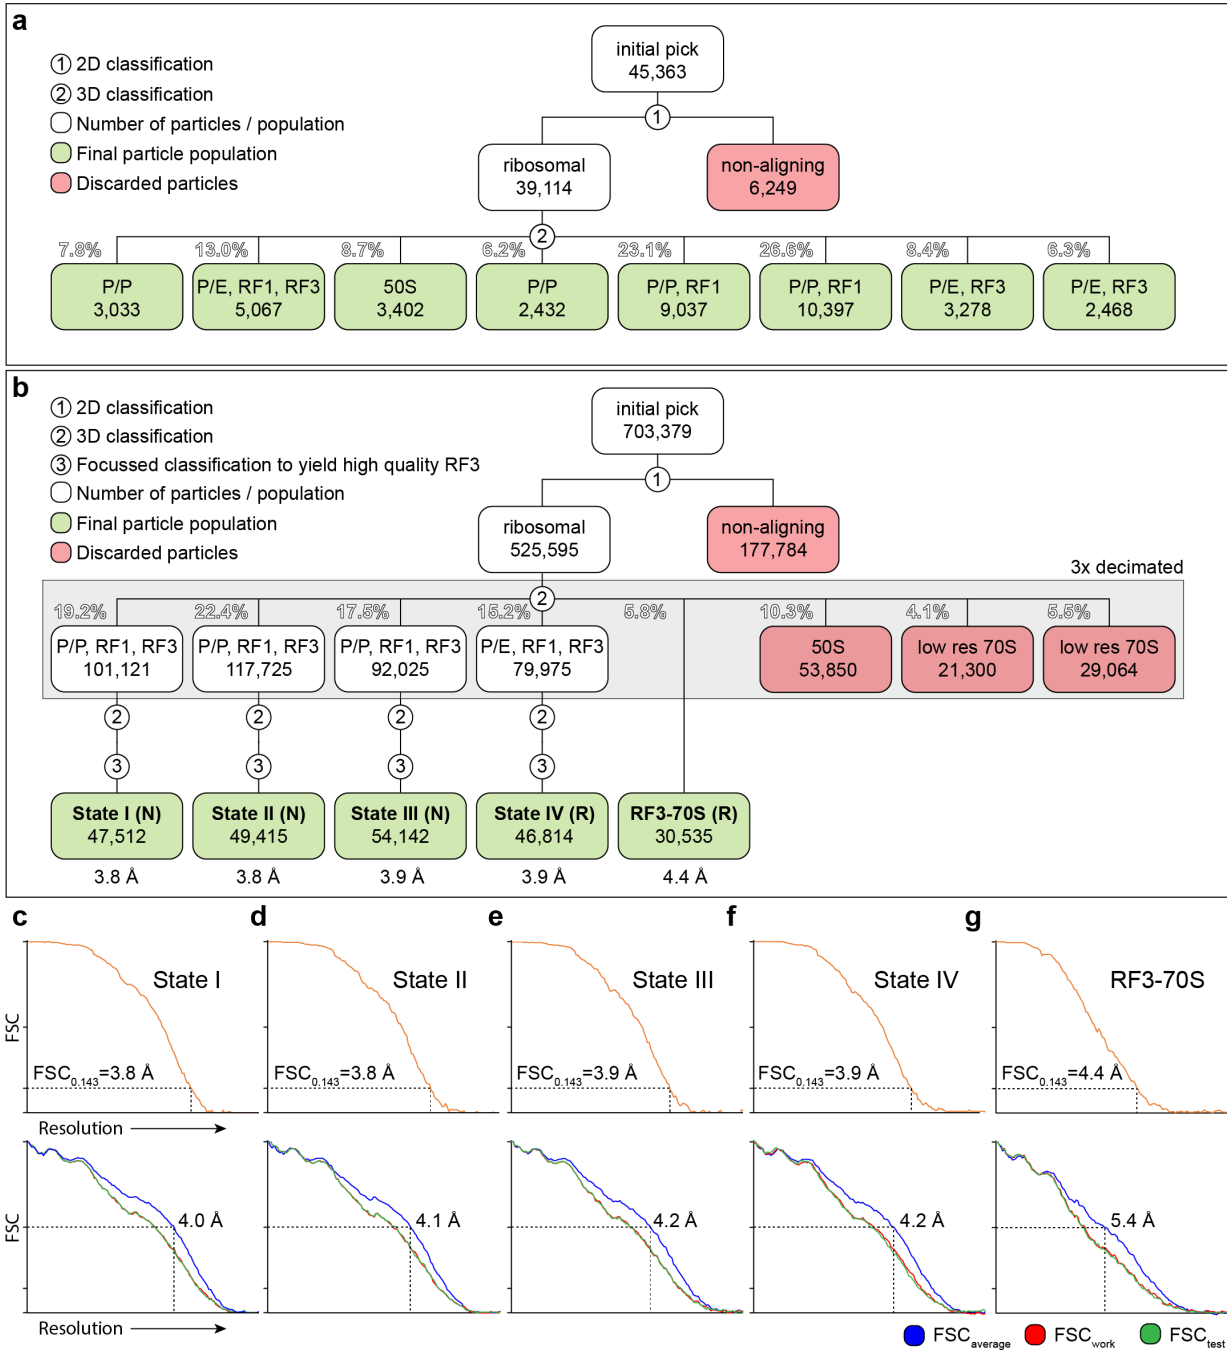 a
initial pick
45,363
1 2D classification
2 3D classification
Number of particles / population
Final particle population
Discarded particles
1
ribosomal
39,114
non-aligning
6,249
2
7.8% 13.0% 8.7% 6.2% 23.1% 26.6% 8.4% 6.3%
P/P P/E, RF1, RF3 50S P/P P/P, RF1 P/P, RF1 P/E, RF3 P/E, RF3
3,033 5,067 3,402 2,432 9,037 10,397 3,278 2,468
b
initial pick
703,379
1 2D classification
2 3D classification
3 Focussed classification to yield high quality RF3
Number of particles / population
Final particle population
Discarded particles
1
ribosomal
525,595
non-aligning
177,784
3x decimated
2
19.2% 22.4% 17.5% 15.2% 5.8% 10.3% 4.1% 5.5%
P/P, RF1, RF3 P/P, RF1, RF3 P/P, RF1, RF3 P/E, RF1, RF3 50S low res 70S low res 70S
101,121 117,725 92,025 79,975 53,850 21,300 29,064
2 2 2 2
3 3 3 3
State I (N) State II (N) State III (N) State IV (R) RF3-70S (R)
47,512 49,415 54,142 46,814 30,535
3.8 Å 3.8 Å 3.9 Å 3.9 Å 4.4 Å
c d e f g
State I State II State III State IV RF3-70S
FSC
FSC0.143=3.8 Å FSC0.143=3.8 Å FSC0.143=3.9 Å FSC0.143=3.9 Å FSC0.143=4.4 Å
Resolution
FSC
4.0 Å 4.1 Å 4.2 Å 4.2 Å 5.4 Å
Resolution
FSCaverage FSCwork FSCtest